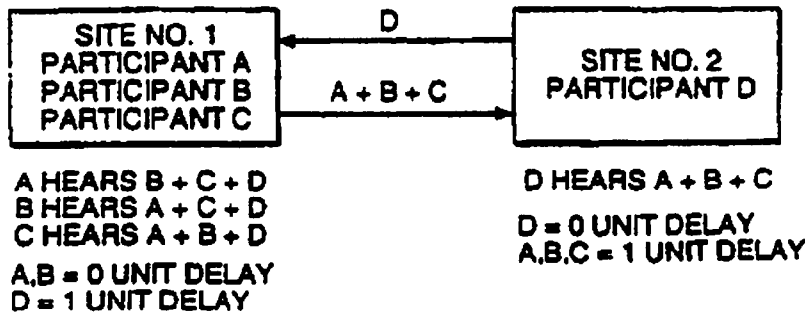 D
SITE NO. 1
PARTICIPANT A
PARTICIPANT B
PARTICIPANT C
A + B + C
SITE NO. 2
PARTICIPANT D
A HEARS B + C + D
B HEARS A + C + D
C HEARS A + B + D
A,B = 0 UNIT DELAY
D = 1 UNIT DELAY
D HEARS A + B + C
D = 0 UNIT DELAY
A,B,C = 1 UNIT DELAY